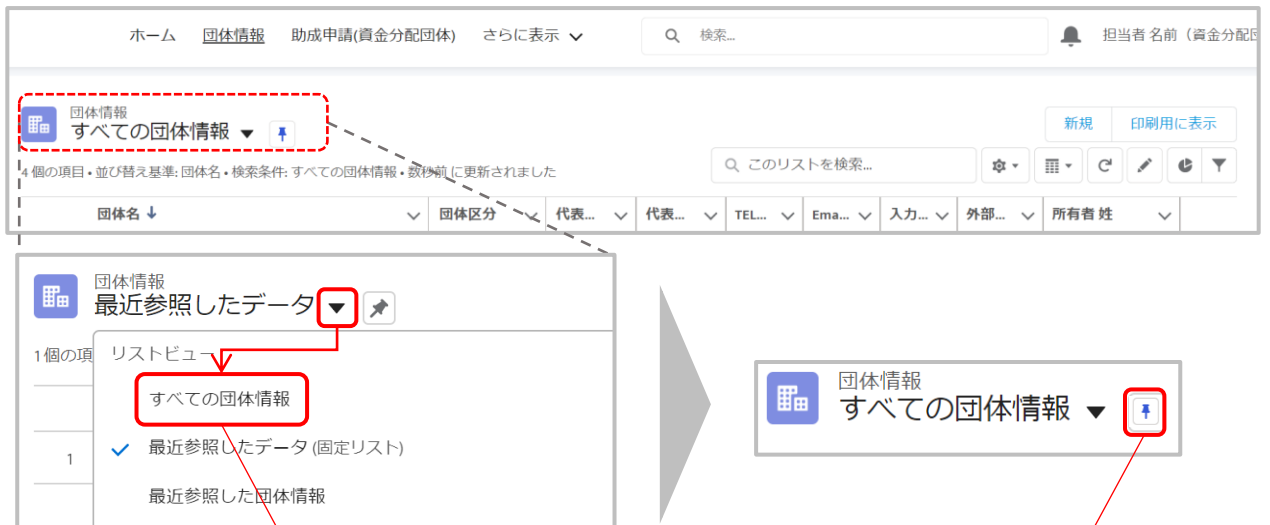 ホーム 団体情報 助成申請(資金分配団体) さらに表示 検索... 担当者 名前（資金分配団
団体情報
すべての団体情報
新規 印刷用に表示
4 個の項目・並び替え基準: 団体名・検索条件: すべての団体情報・数秒前 に更新されました
このリストを検索...
団体名 団体区分 代表... 代表... TEL... Ema... 入力... 外部... 所有者 姓
団体情報
最近参照したデータ
1 個の項
リストビュー
すべての団体情報
1 最近参照したデータ (固定リスト)
最近参照した団体情報
団体情報
すべての団体情報